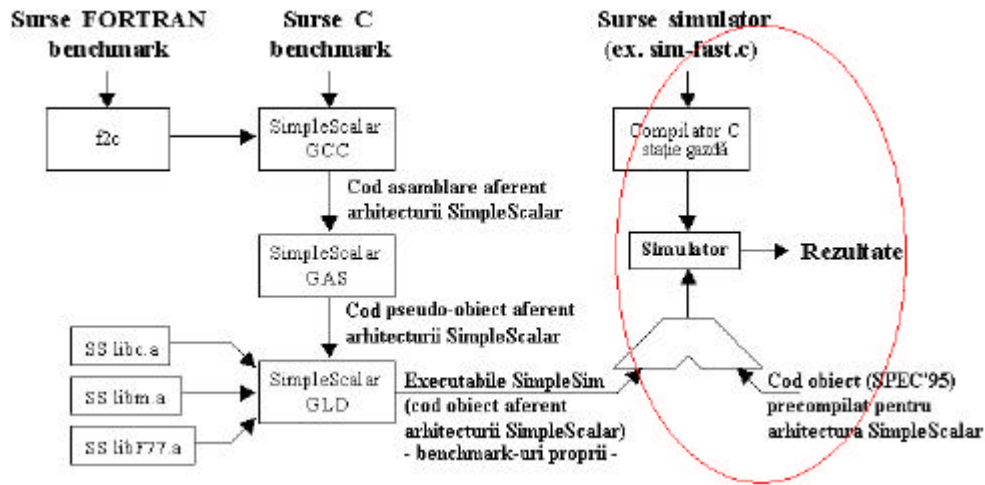 Surse FORTRAN
benchmark
Surse C
benchmark
Surse simulator
(ex. sim-fast.c)
f2c
SimpleScalar
GCC
Compilator C
stație gazdă
Cod asamblare aferent
arhitecturii SimpleScalar
SimpleScalar
GAS
Simulator
Rezultate
Cod pseudo-obiect aferent
arhitecturii SimpleScalar
SS libc.a
SS libm.a
SS libF77.a
SimpleScalar
GLD
Executabile SimpleSim
(cod obiect aferent
arhitecturii SimpleScalar)
- benchmark-uri proprii -
Cod obiect (SPEC'95)
precompilat pentru
arhitectura SimpleScalar